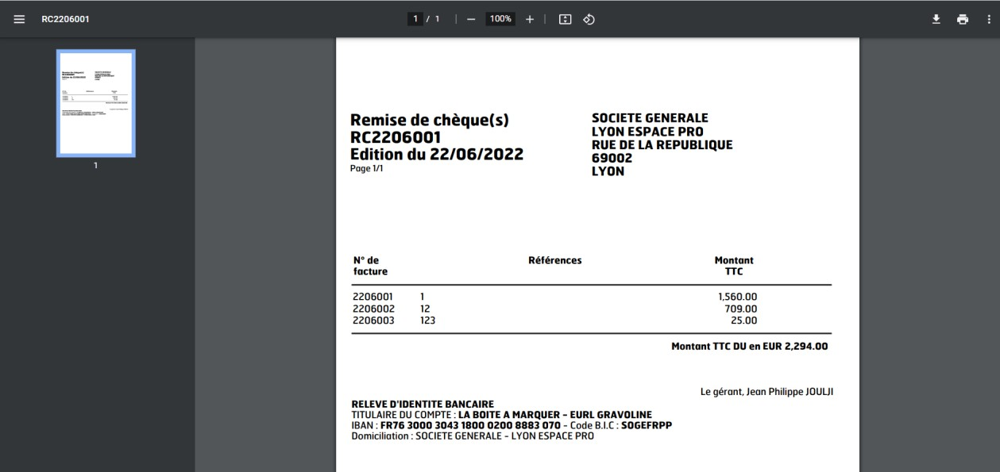 RC2206001
1 / 1
100%
1
Remise de chèque(s)
RC2206001
Edition du 22/06/2022
Page 1/1
SOCIETE GENERALE
LYON ESPACE PRO
RUE DE LA REPUBLIQUE
69002
LYON
N° de facture Références Montant TTC
2206001 1 1,560.00
2206002 12 709.00
2206003 123 25.00
Montant TTC DU en EUR 2,294.00
Le gérant, Jean Philippe JOULJI
RELEVE D'IDENTITE BANCAIRE
TITULAIRE DU COMPTE : LA BOITE A MARQUER - EURL GRAVOLINE
IBAN : FR76 3000 3043 1800 0200 8883 070 - Code B.I.C : SOGEFRPP
Domiciliation : SOCIETE GENERALE - LYON ESPACE PRO